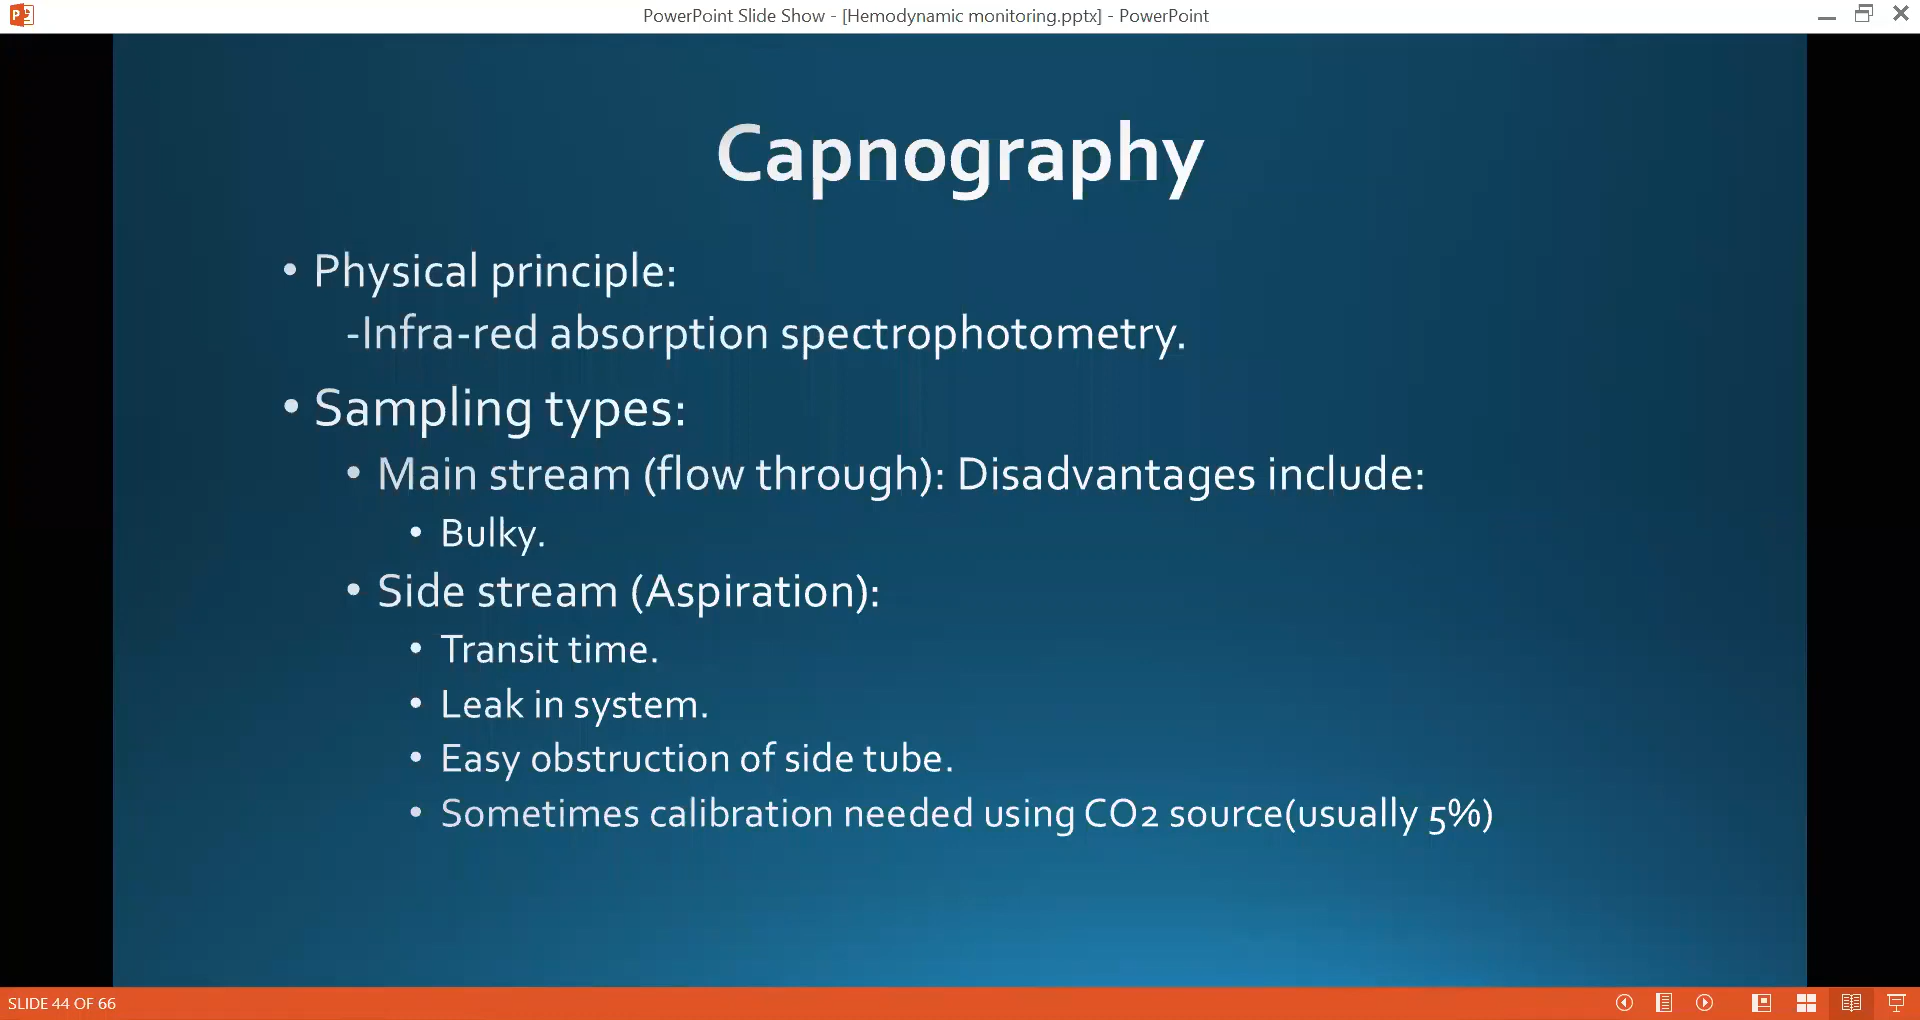 PowerPoint Slide Show - [Hemodynamic monitoring.pptx] - PowerPoint
Capnography
• Physical principle:
-Infra-red absorption spectrophotometry.
• Sampling types:
• Main stream (flow through): Disadvantages include:
• Bulky.
• Side stream (Aspiration):
• Transit time.
• Leak in system.
• Easy obstruction of side tube.
• Sometimes calibration needed using CO2 source(usually 5%)
SLIDE 44 OF 66